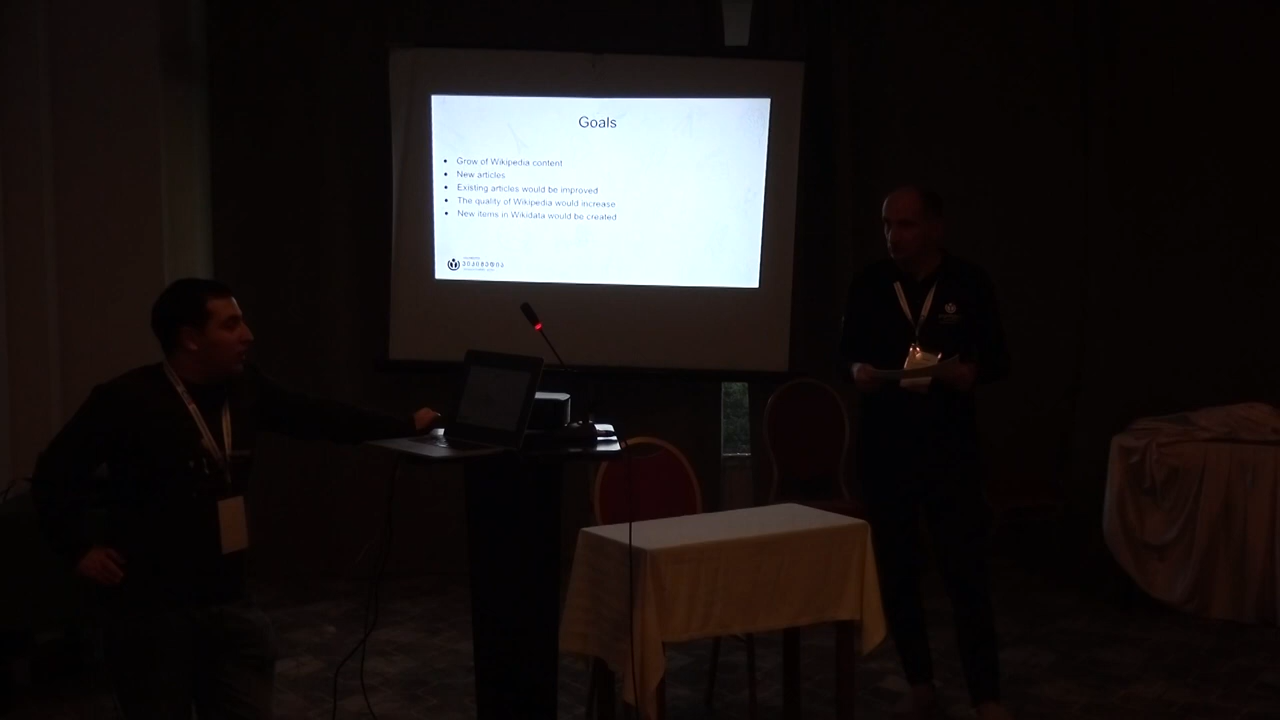 Goals
Grow of Wikipedia content
New articles
Existing articles would be improved
The quality of Wikipedia would increase
New items in Wikidata would be created